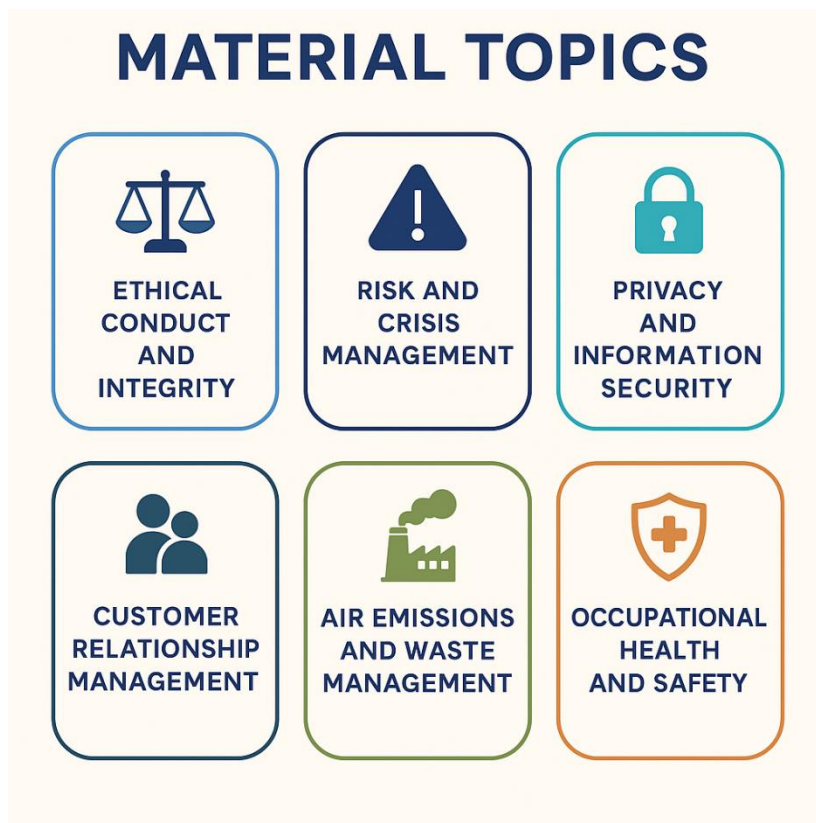 MATERIAL TOPICS
ETHICAL
CONDUCT
AND
INTEGRITY
RISK AND
CRISIS
MANAGEMENT
PRIVACY
AND
INFORMATION
SECURITY
CUSTOMER
RELATIONSHIP
MANAGEMENT
AIR EMISSIONS
AND WASTE
MANAGEMENT
OCCUPATIONAL
HEALTH
AND SAFETY